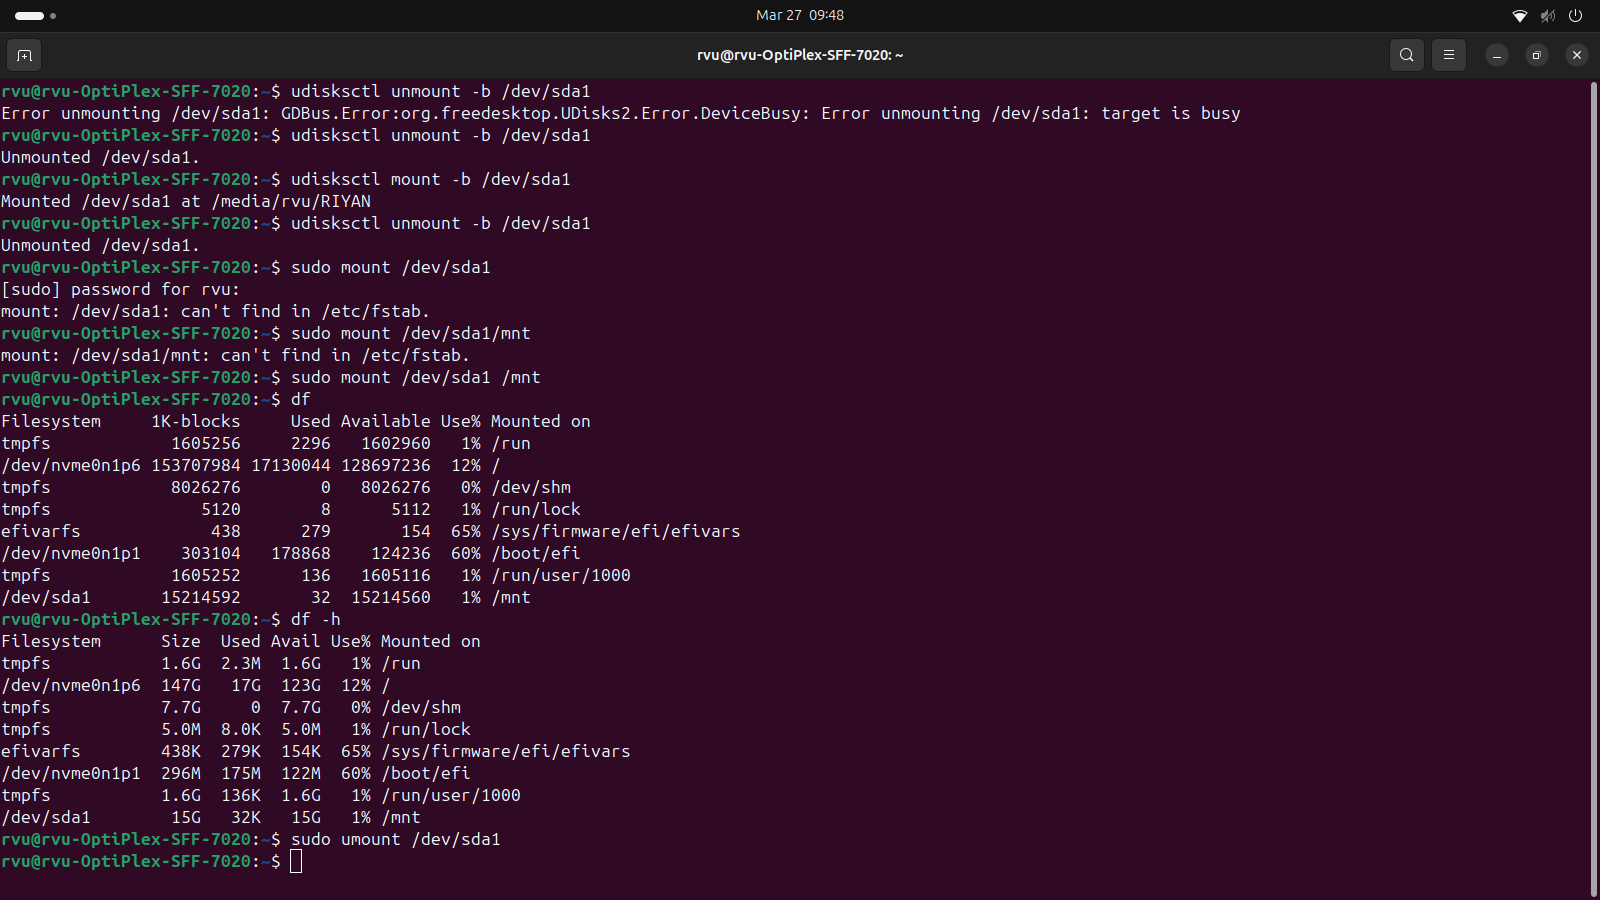 Mar 27 09:48
rvu@rvu-OptiPlex-SFF-7020: ~
rvu@rvu-OptiPlex-SFF-7020:~$ udisksctl unmount -b /dev/sda1
Error unmounting /dev/sda1: GDBus.Error:org.freedesktop.UDisks2.Error.DeviceBusy: Error unmounting /dev/sda1: target is busy
rvu@rvu-OptiPlex-SFF-7020:~$ udisksctl unmount -b /dev/sda1
Unmounted /dev/sda1.
rvu@rvu-OptiPlex-SFF-7020:~$ udisksctl mount -b /dev/sda1
Mounted /dev/sda1 at /media/rvu/RIYAN
rvu@rvu-OptiPlex-SFF-7020:~$ udisksctl unmount -b /dev/sda1
Unmounted /dev/sda1.
rvu@rvu-OptiPlex-SFF-7020:~$ sudo mount /dev/sda1
[sudo] password for rvu:
mount: /dev/sda1: can't find in /etc/fstab.
rvu@rvu-OptiPlex-SFF-7020:~$ sudo mount /dev/sda1/mnt
mount: /dev/sda1/mnt: can't find in /etc/fstab.
rvu@rvu-OptiPlex-SFF-7020:~$ sudo mount /dev/sda1 /mnt
rvu@rvu-OptiPlex-SFF-7020:~$ df
Filesystem     1K-blocks     Used Available Use% Mounted on
tmpfs            1605256     2296   1602960   1% /run
/dev/nvme0n1p6 153707984 17130044 128697236  12% /
tmpfs            8026276        0   8026276   0% /dev/shm
tmpfs               5120        8      5112   1% /run/lock
efivarfs             438      279       154  65% /sys/firmware/efi/efivars
/dev/nvme0n1p1    303104   178868    124236  60% /boot/efi
tmpfs            1605252      136   1605116   1% /run/user/1000
/dev/sda1       15214592       32  15214560   1% /mnt
rvu@rvu-OptiPlex-SFF-7020:~$ df -h
Filesystem      Size  Used Avail Use% Mounted on
tmpfs           1.6G  2.3M  1.6G   1% /run
/dev/nvme0n1p6  147G   17G  123G  12% /
tmpfs           7.7G     0  7.7G   0% /dev/shm
tmpfs           5.0M  8.0K  5.0M   1% /run/lock
efivarfs        438K  279K  154K  65% /sys/firmware/efi/efivars
/dev/nvme0n1p1  296M  175M  122M  60% /boot/efi
tmpfs           1.6G  136K  1.6G   1% /run/user/1000
/dev/sda1        15G   32K   15G   1% /mnt
rvu@rvu-OptiPlex-SFF-7020:~$ sudo umount /dev/sda1
rvu@rvu-OptiPlex-SFF-7020:~$